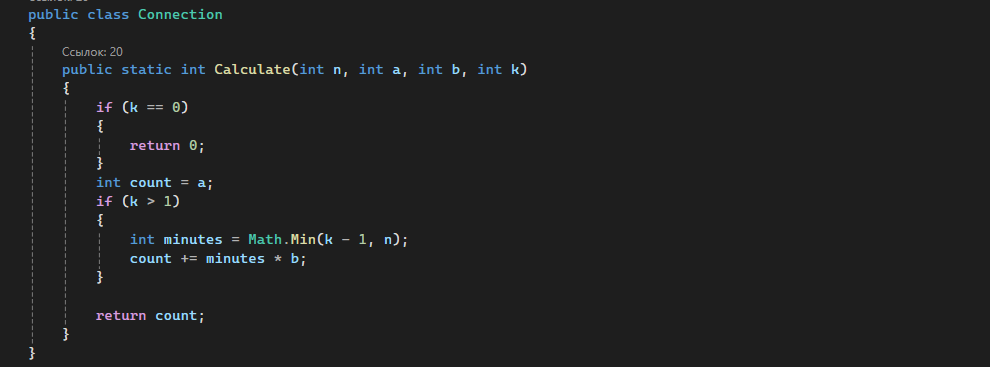 public class Connection
{
Ссылок: 20
public static int Calculate(int n, int a, int b, int k)
{
if (k == 0)
{
return 0;
}
int count = a;
if (k > 1)
{
int minutes = Math.Min(k - 1, n);
count += minutes * b;
}
return count;
}
}